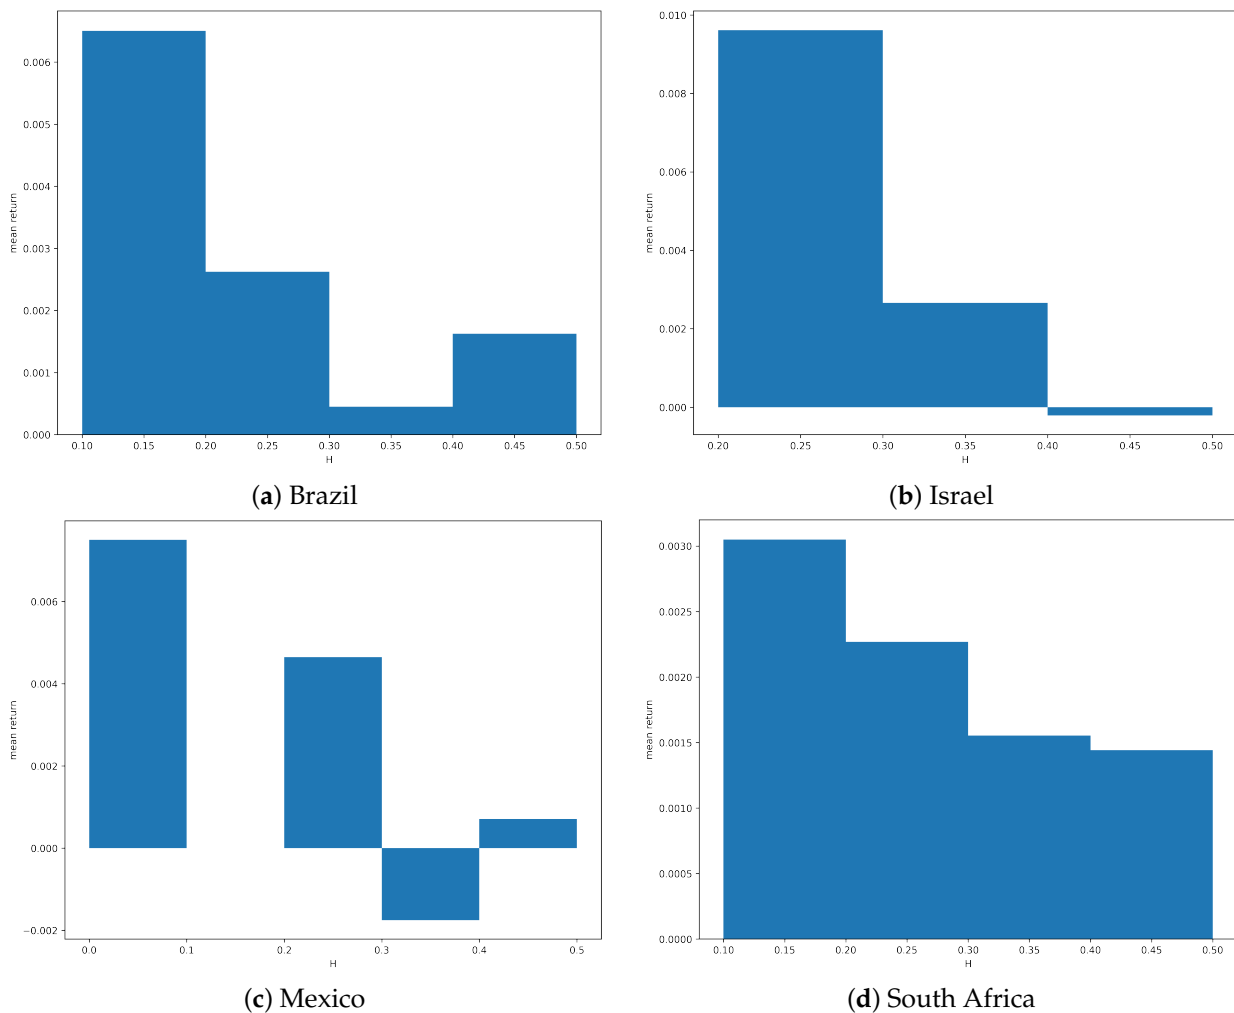 0.006
0.005
0.004
0.003
0.002
0.001
0.000
mean return
0.10 0.15 0.20 0.25 0.30 0.35 0.40 0.45 0.50
H
(a) Brazil
0.010
0.008
0.006
0.004
0.002
0.000
mean return
0.20 0.25 0.30 0.35 0.40 0.45 0.50
H
(b) Israel
0.006
0.004
0.002
0.000
−0.002
mean return
0.0 0.1 0.2 0.3 0.4 0.5
H
(c) Mexico
0.0030
0.0025
0.0020
0.0015
0.0010
0.0005
0.0000
mean return
0.10 0.15 0.20 0.25 0.30 0.35 0.40 0.45 0.50
H
(d) South Africa